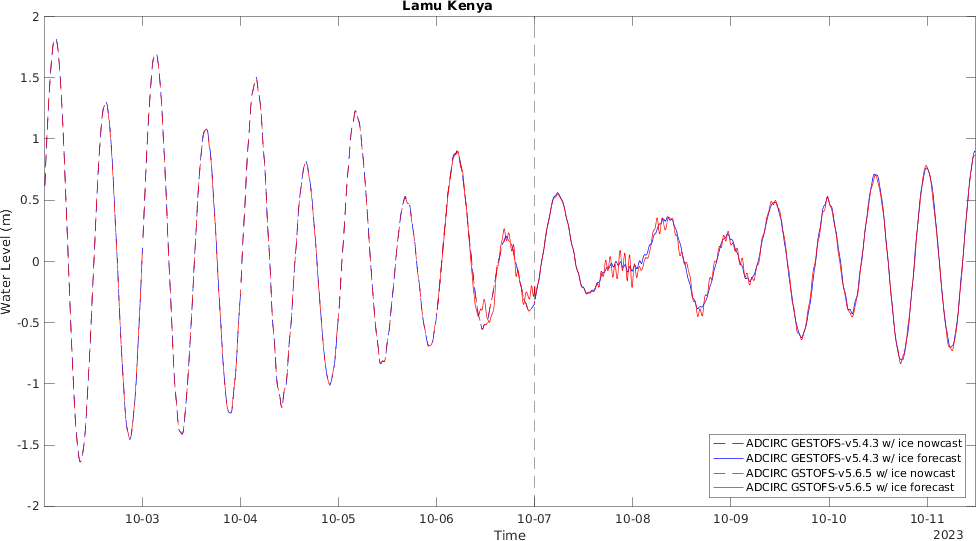 Lamu Kenya
2
1.5
1
0.5
0
-0.5
-1
-1.5
-2
Water Level (m)
10-03 10-04 10-05 10-06 10-07 10-08 10-09 10-10 10-11
Time
2023
ADCIRC GESTOFS-v5.4.3 w/ ice nowcast
ADCIRC GESTOFS-v5.4.3 w/ ice forecast
ADCIRC GSTOFS-v5.6.5 w/ ice nowcast
ADCIRC GSTOFS-v5.6.5 w/ ice forecast